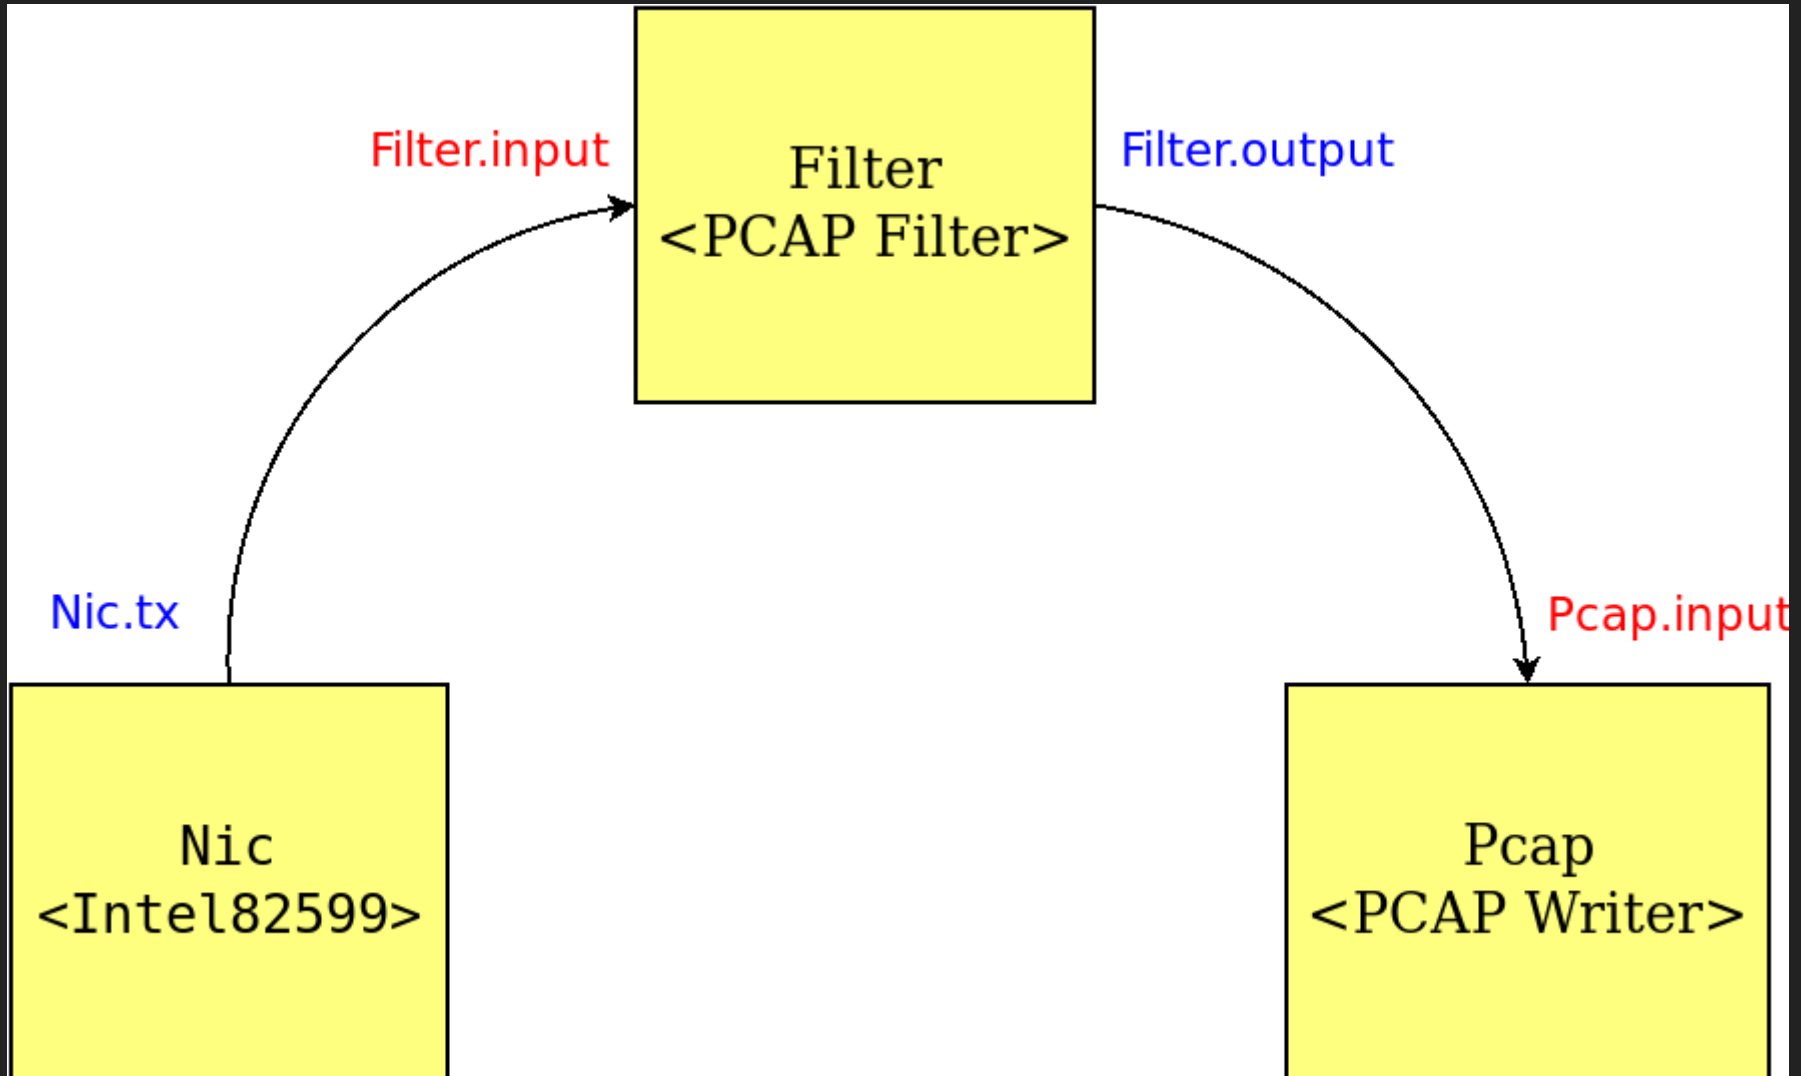 Filter.input
Filter
<PCAP Filter>
Filter.output
Nic.tx
Pcap.input
Nic
<Intel82599>
Pcap
<PCAP Writer>